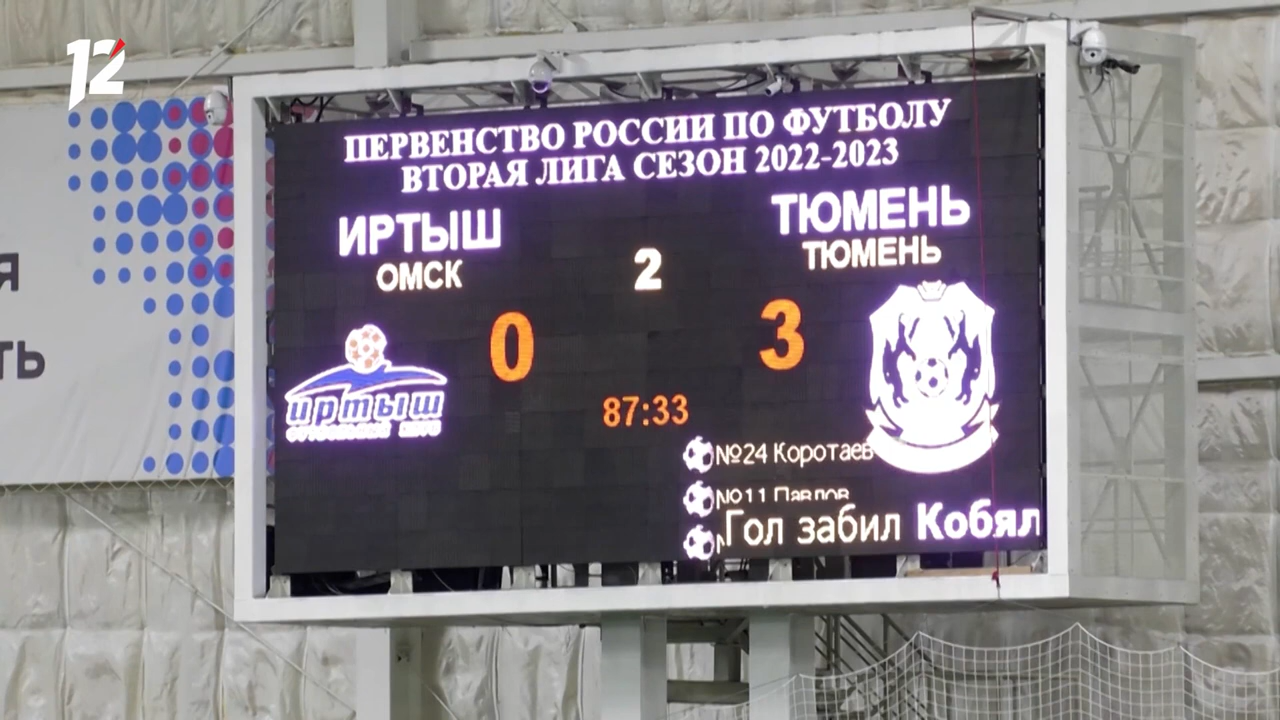 12
ПЕРВЕНСТВО РОССИИ ПО ФУТБОЛУ
ВТОРАЯ ЛИГА СЕЗОН 2022-2023
ИРТЫШ
ТЮМЕНЬ
ОМСК
2
ТЮМЕНЬ
0
3
иртыш
87:33
№24 Коротаев
№11 Павлов
Гол забил Кобял
я
ть